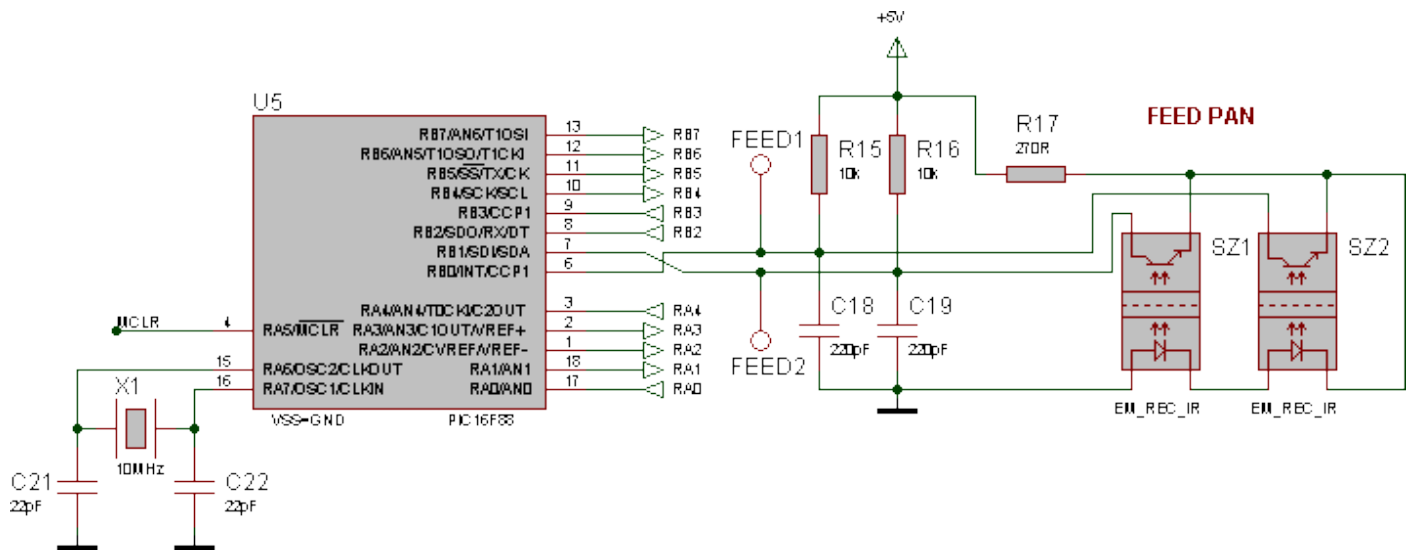 +5V
U5
FEED PAN
RB7/AN6/T1OSI 13 RB7
RB6/AN5/T1OSO/T1CKI 12 RB6
RB5/SS/TX/CK 11 RB5
RB4/SCK/SCL 10 RB4
RB3/CCP1 9 RB3
RB2/SDO/RX/DT 8 RB2
RB1/SDI/SDA 7
RB0/INT/CCP1 6
RA4/AN4/T0CKI/C2OUT 3 RA4
MCLR 4 RA5/MCLR RA3/AN3/C1OUT/VREF+ 2 RA3
RA2/AN2/CVREF/VREF- 1 RA2
15 RA6/OSC2/CLKOUT RA1/AN1 18 RA1
16 RA7/OSC1/CLKIN RA0/AN0 17 RA0
VSS=GND PIC16F88
FEED1
R15
10k
R16
10k
R17
270R
SZ1
SZ2
C18
220pF
C19
220pF
FEED2
EM_REC_IR EM_REC_IR
X1
10MHz
C21
22pF
C22
22pF